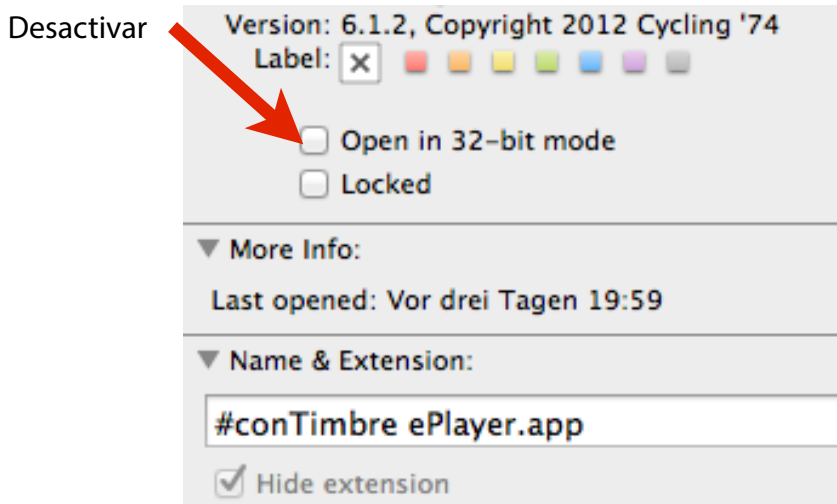 Desactivar
Version: 6.1.2, Copyright 2012 Cycling '74
Label:
Open in 32-bit mode
Locked
More Info:
Last opened: Vor drei Tagen 19:59
Name & Extension:
#conTimbre ePlayer.app
Hide extension